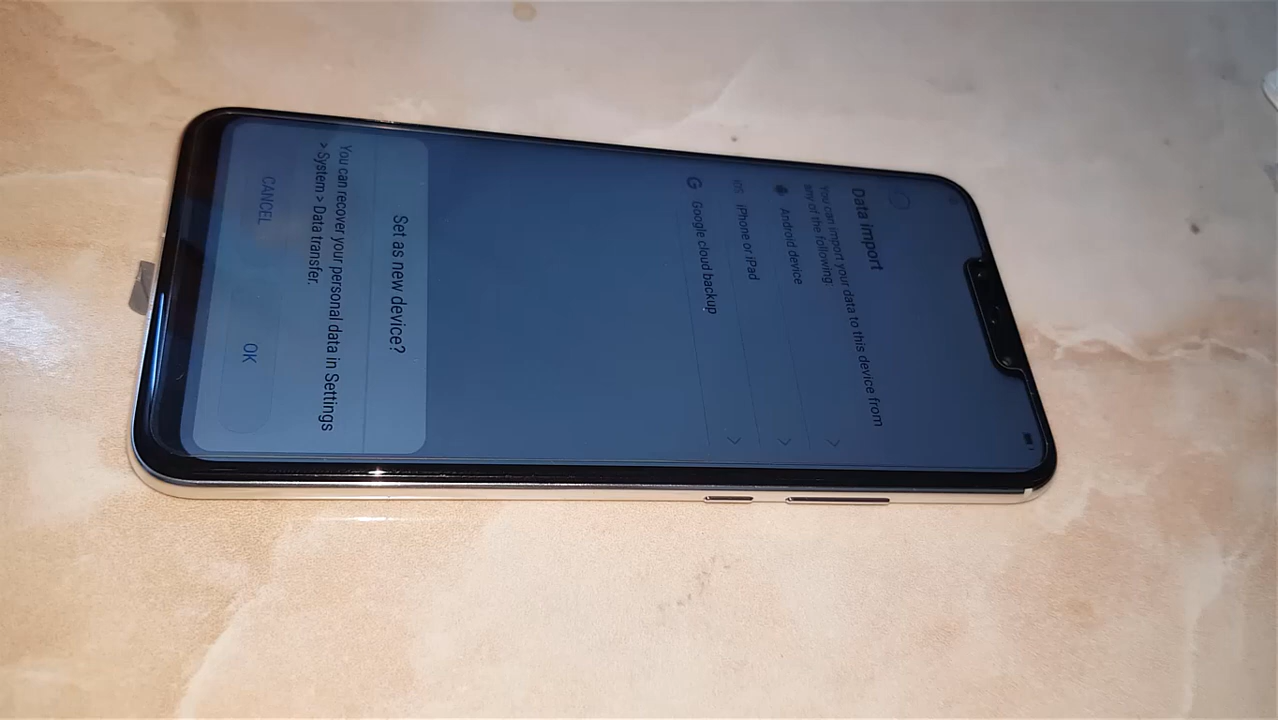 Data import
You can import your data to this device from
any of the following:
Android device
iOS iPhone or iPad
G Google cloud backup
Set as new device?
You can recover your personal data in Settings
> System > Data transfer.
CANCEL OK